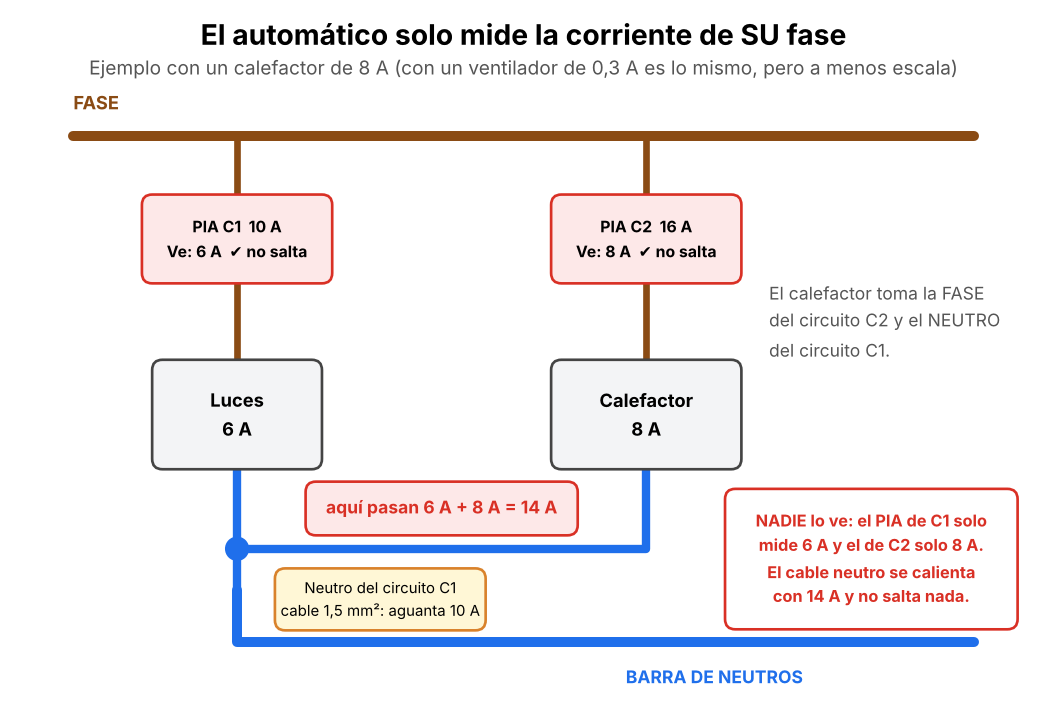 El automático solo mide la corriente de SU fase
Ejemplo con un calefactor de 8 A (con un ventilador de 0,3 A es lo mismo, pero a menos escala)
FASE
PIA C1 10 A
Ve: 6 A ✔ no salta
PIA C2 16 A
Ve: 8 A ✔ no salta
El calefactor toma la FASE
del circuito C2 y el NEUTRO
del circuito C1.
Luces
6 A
Calefactor
8 A
aquí pasan 6 A + 8 A = 14 A
NADIE lo ve: el PIA de C1 solo
mide 6 A y el de C2 solo 8 A.
El cable neutro se calienta
con 14 A y no salta nada.
Neutro del circuito C1
cable 1,5 mm²: aguanta 10 A
BARRA DE NEUTROS